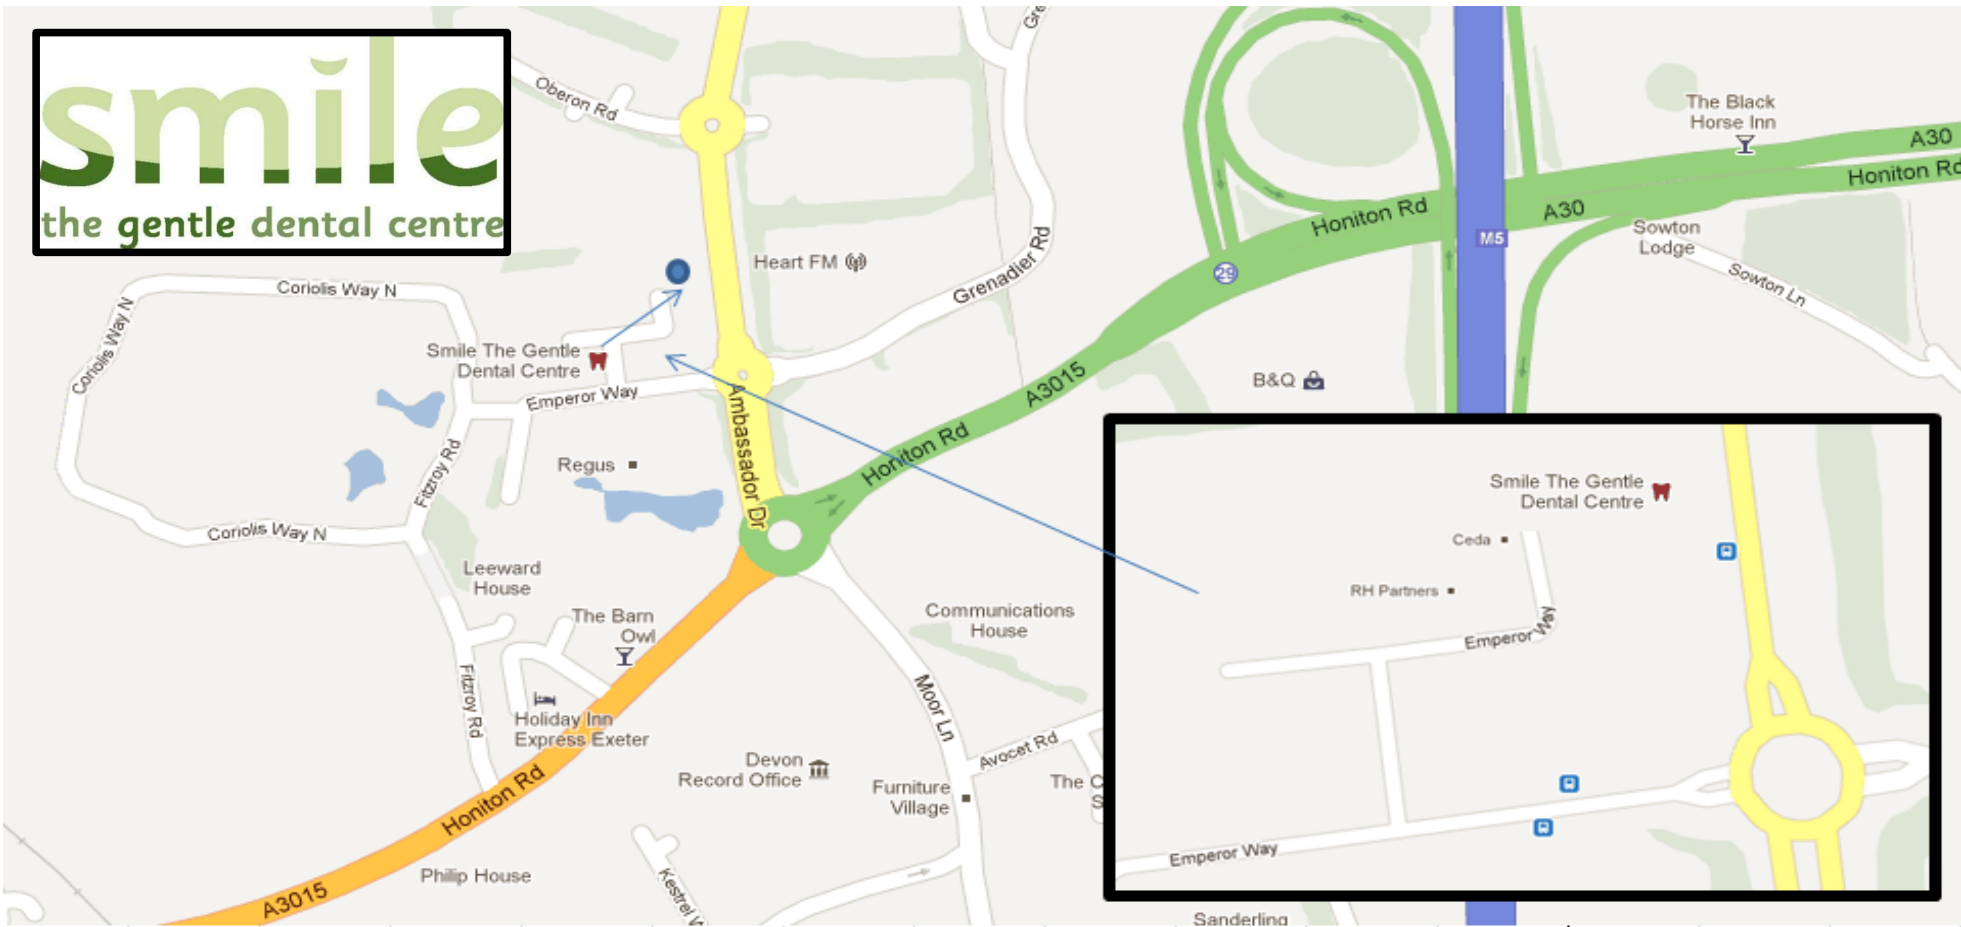 smile
the gentle dental centre
Oberon Rd
Gre
The Black
Horse Inn
A30
Honiton Rd
Honiton Rd
A30
M5
Sowton
Lodge
Sowton Ln
29
Heart FM
Grenadier Rd
Coriolis Way N
Coriolis Way N
Smile The Gentle
Dental Centre
Emperor Way
Ambassador Dr
A3015
B&Q
Honiton Rd
Fitzroy Rd
Regus
Coriolis Way N
Leeward
House
The Barn
Owl
Communications
House
Fitzroy Rd
Holiday Inn
Express Exeter
Moor Ln
Avocet Rd
Devon
Record Office
Furniture
Village
The C
S
Honiton Rd
A3015
Philip House
Kestrel W
Smile The Gentle
Dental Centre
Ceda
RH Partners
Emperor Way
Emperor Way
Sanderling